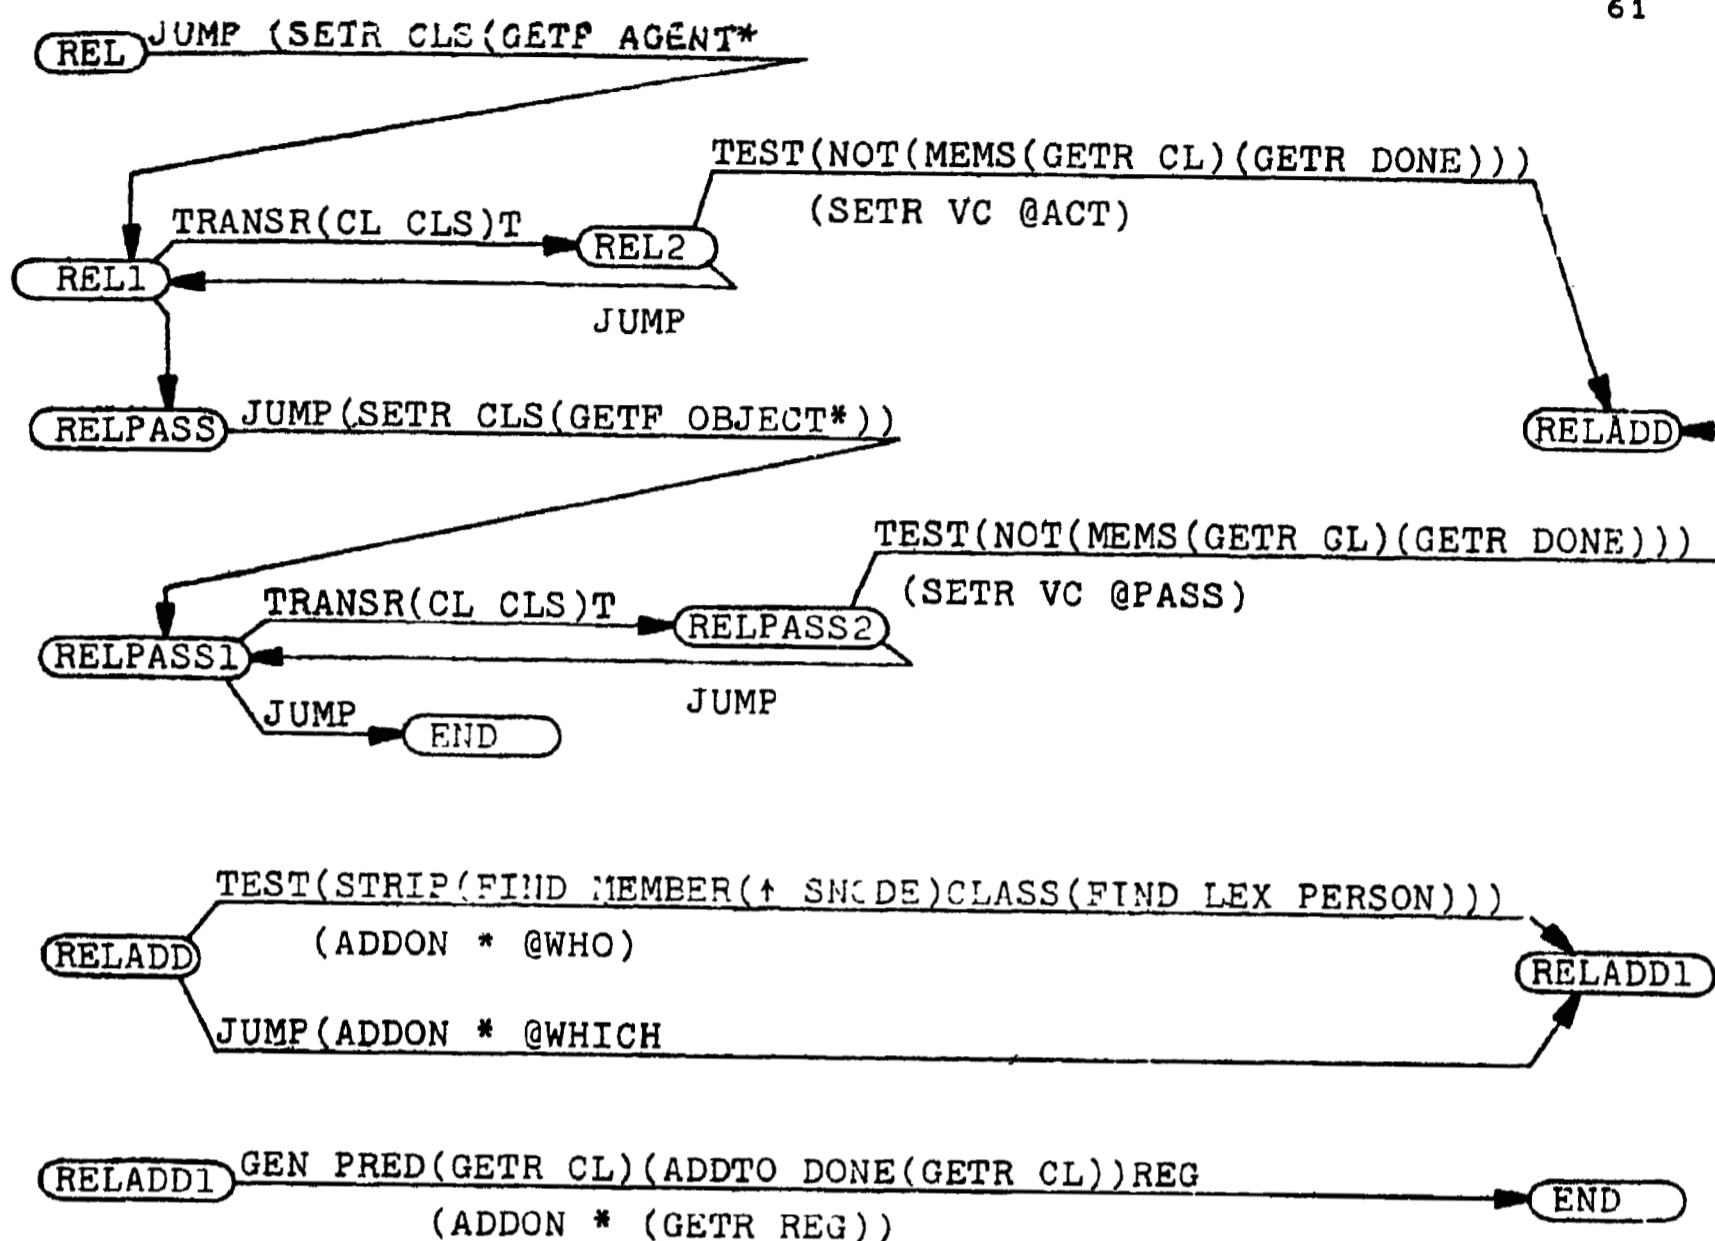 61
REL JUMP (SETR CLS(GETF AGENT*
TEST(NOT(MEMS(GETR CL)(GETR DONE)))
(SETR VC @ACT)
TRANSR(CL CLS)T
REL2
REL1
JUMP
RELPASS JUMP(SETR CLS(GETF OBJECT*))
RELADD
TEST(NOT(MEMS(GETR CL)(GETR DONE)))
(SETR VC @PASS)
TRANSR(CL CLS)T
RELPASS2
RELPASS1
JUMP
JUMP
END
TEST(STRIP(FIND MEMBER(↑ SNODE)CLASS(FIND LEX PERSON)))
(ADDON * @WHO)
RELADD
RELADD1
JUMP(ADDON * @WHICH
RELADD1 GEN PRED(GETR CL)(ADDTO DONE(GETR CL))REG
END
(ADDON * (GETR REG))